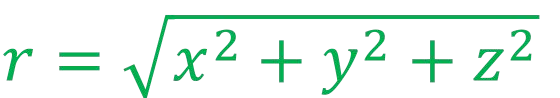 r = √(x² + y² + z²)